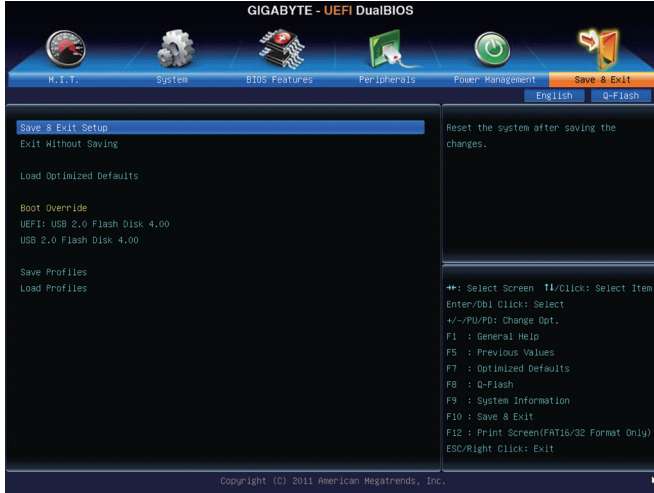 GIGABYTE - UEFI DualBIOS
M.I.T. System BIOS Features Peripherals Power Management Save & Exit
English Q-Flash
Save & Exit Setup
Exit Without Saving
Load Optimized Defaults
Boot Override
UEFI: USB 2.0 Flash Disk 4.00
USB 2.0 Flash Disk 4.00
Save Profiles
Load Profiles
Reset the system after saving the
changes.
→←: Select Screen ↑↓/Click: Select Item
Enter/Dbl Click: Select
+/-/PU/PD: Change Opt.
F1 : General Help
F5 : Previous Values
F7 : Optimized Defaults
F8 : Q-Flash
F9 : System Information
F10 : Save & Exit
F12 : Print Screen(FAT16/32 Format Only)
ESC/Right Click: Exit
Copyright (C) 2011 American Megatrends, Inc.